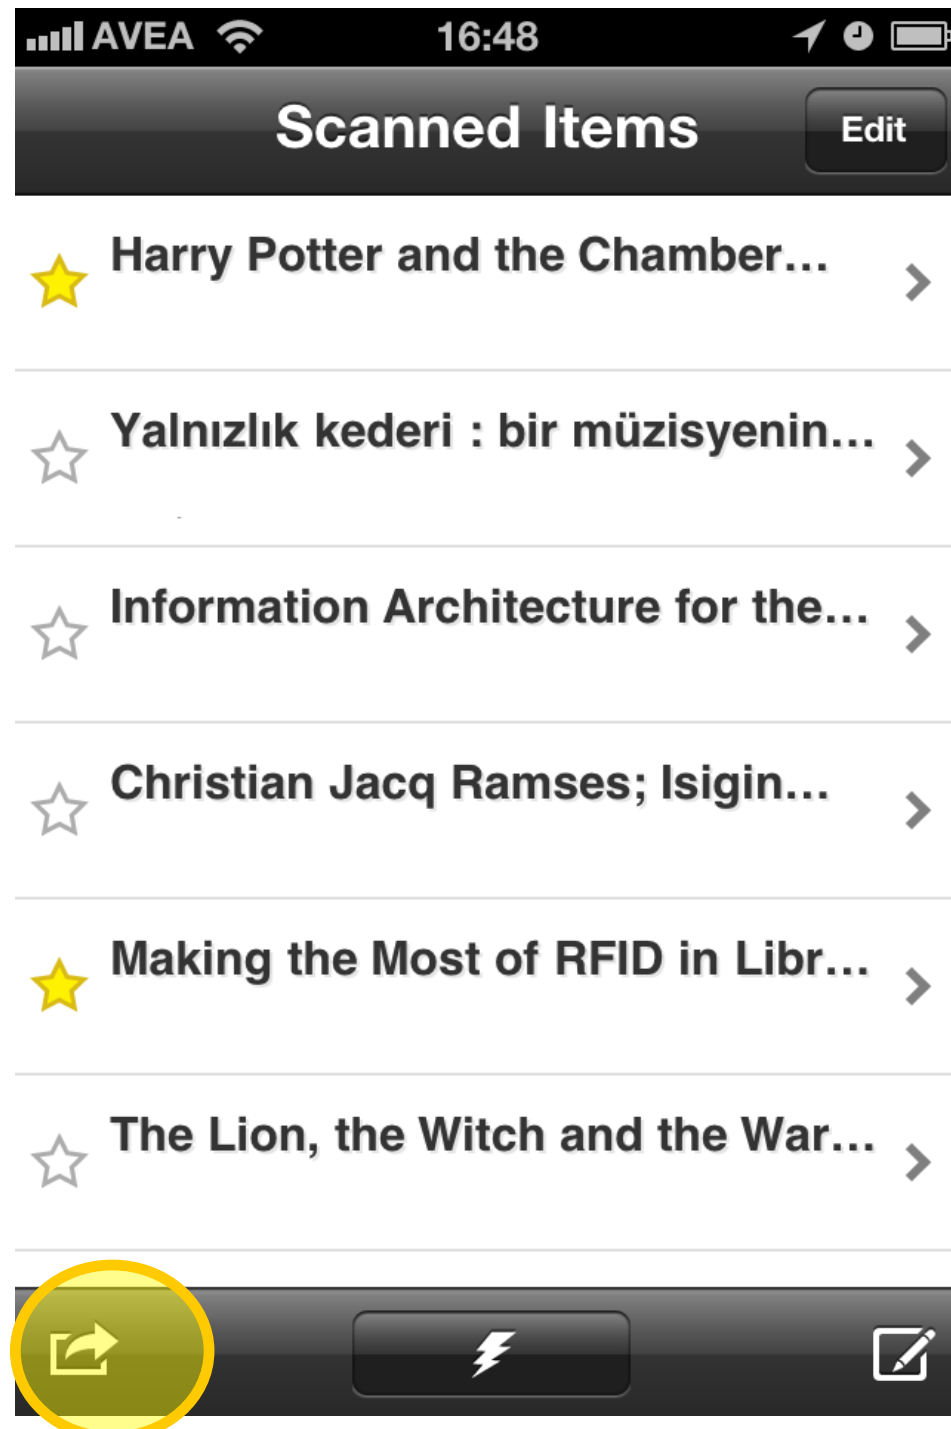 AVEA 16:48
Scanned Items Edit
Harry Potter and the Chamber...
Yalnızlık kederi : bir müzisyenin...
Information Architecture for the...
Christian Jacq Ramses; Isigin...
Making the Most of RFID in Libr...
The Lion, the Witch and the War...